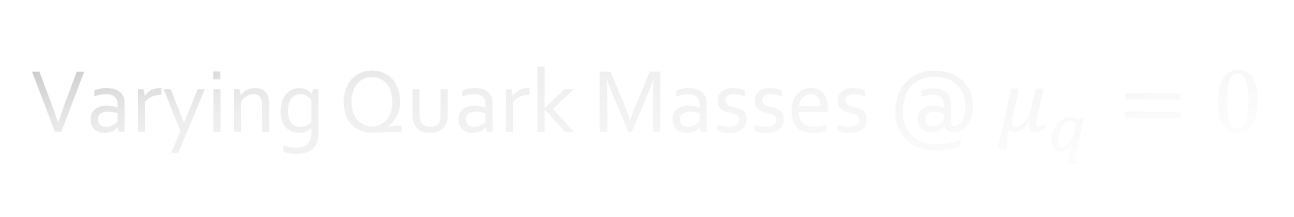 Varying Quark Masses @ μ_q = 0